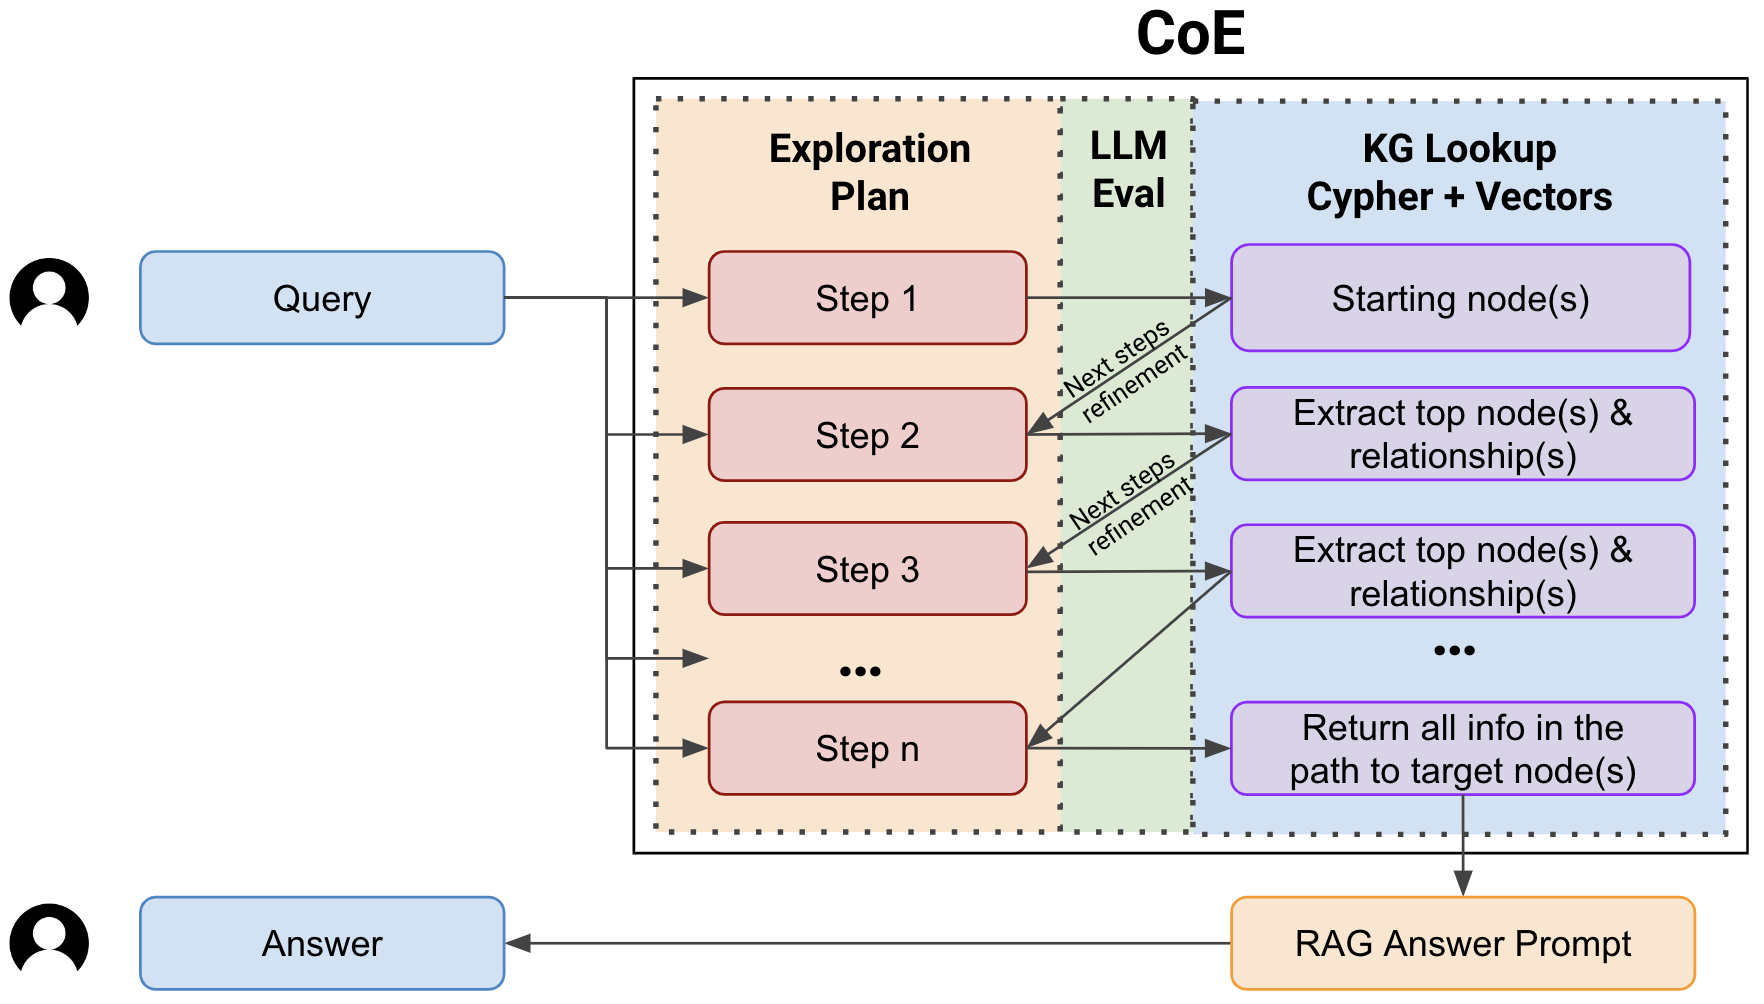 CoE
Exploration
Plan
LLM
Eval
KG Lookup
Cypher + Vectors
Query
Step 1
Starting node(s)
Next steps
refinement
Step 2
Extract top node(s) &
relationship(s)
Next steps
refinement
Step 3
Extract top node(s) &
relationship(s)
...
...
Step n
Return all info in the
path to target node(s)
Answer
RAG Answer Prompt